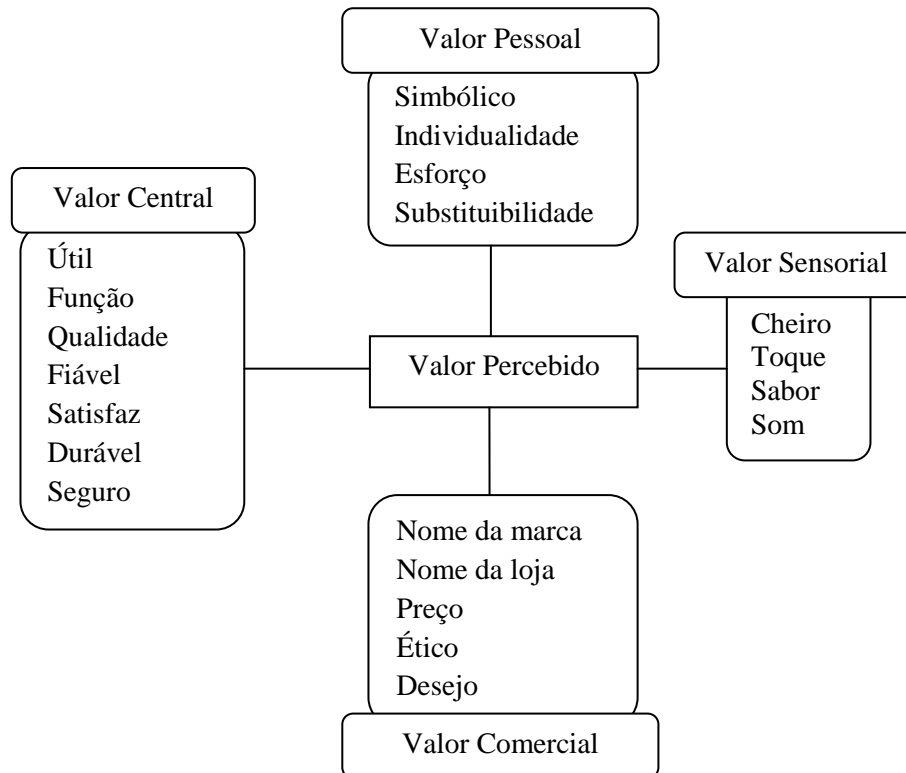 Valor Pessoal
Simbólico
Individualidade
Esforço
Substituibilidade
Valor Central
Útil
Função
Qualidade
Fiável
Satisfaz
Durável
Seguro
Valor Sensorial
Cheiro
Toque
Sabor
Som
Valor Percebido
Nome da marca
Nome da loja
Preço
Ético
Desejo
Valor Comercial